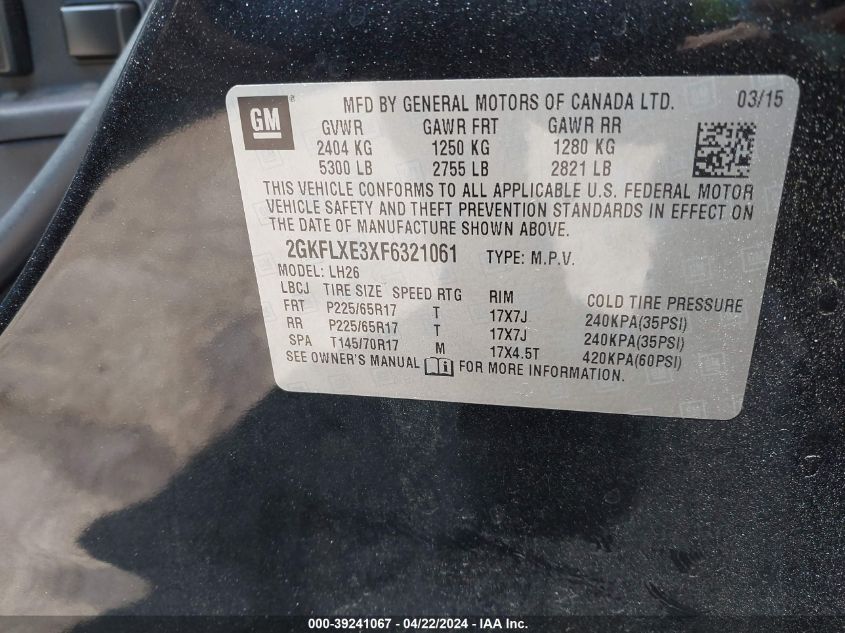 GM
MFD BY GENERAL MOTORS OF CANADA LTD. 03/15
GVWR GAWR FRT GAWR RR
2404 KG 1250 KG 1280 KG
5300 LB 2755 LB 2821 LB
THIS VEHICLE CONFORMS TO ALL APPLICABLE U.S. FEDERAL MOTOR
VEHICLE SAFETY AND THEFT PREVENTION STANDARDS IN EFFECT ON
THE DATE OF MANUFACTURE SHOWN ABOVE.
2GKFLXE3XF6321061 TYPE: M.P.V.
MODEL: LH26
LBCJ TIRE SIZE SPEED RTG RIM COLD TIRE PRESSURE
FRT P225/65R17 T 17X7J 240KPA(35PSI)
RR P225/65R17 T 17X7J 240KPA(35PSI)
SPA T145/70R17 M 17X4.5T 420KPA(60PSI)
SEE OWNER'S MANUAL FOR MORE INFORMATION.
000-39241067 - 04/22/2024 - IAA Inc.